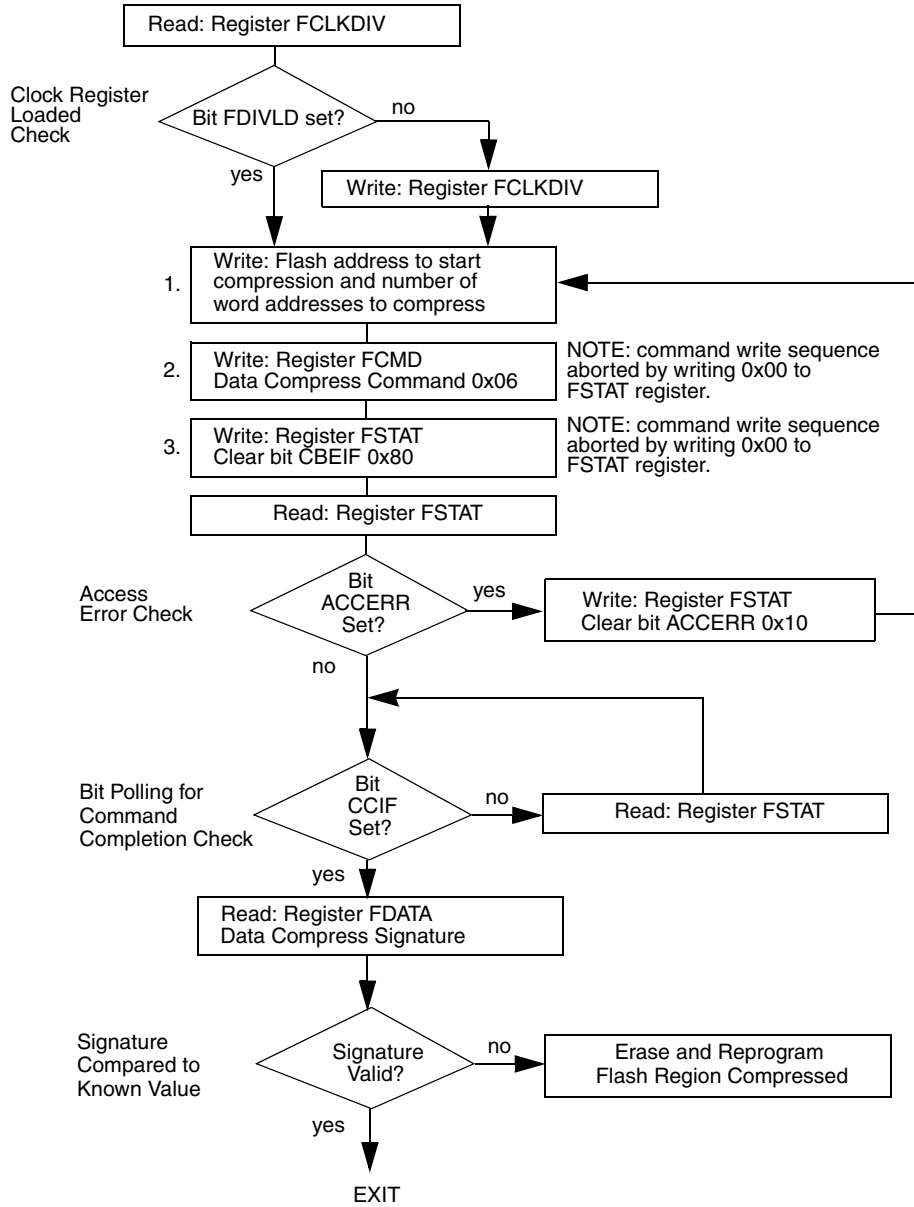 Read: Register FCLKDIV
Clock Register
Loaded
Check
Bit FDIVLD set?
no
yes
Write: Register FCLKDIV
1.
Write: Flash address to start
compression and number of
word addresses to compress
2.
Write: Register FCMD
Data Compress Command 0x06
NOTE: command write sequence
aborted by writing 0x00 to
FSTAT register.
3.
Write: Register FSTAT
Clear bit CBEIF 0x80
NOTE: command write sequence
aborted by writing 0x00 to
FSTAT register.
Read: Register FSTAT
Access
Error Check
Bit
ACCERR
Set?
yes
Write: Register FSTAT
Clear bit ACCERR 0x10
no
Bit Polling for
Command
Completion Check
Bit
CCIF
Set?
no
Read: Register FSTAT
yes
Read: Register FDATA
Data Compress Signature
Signature
Compared to
Known Value
Signature
Valid?
no
Erase and Reprogram
Flash Region Compressed
yes
EXIT